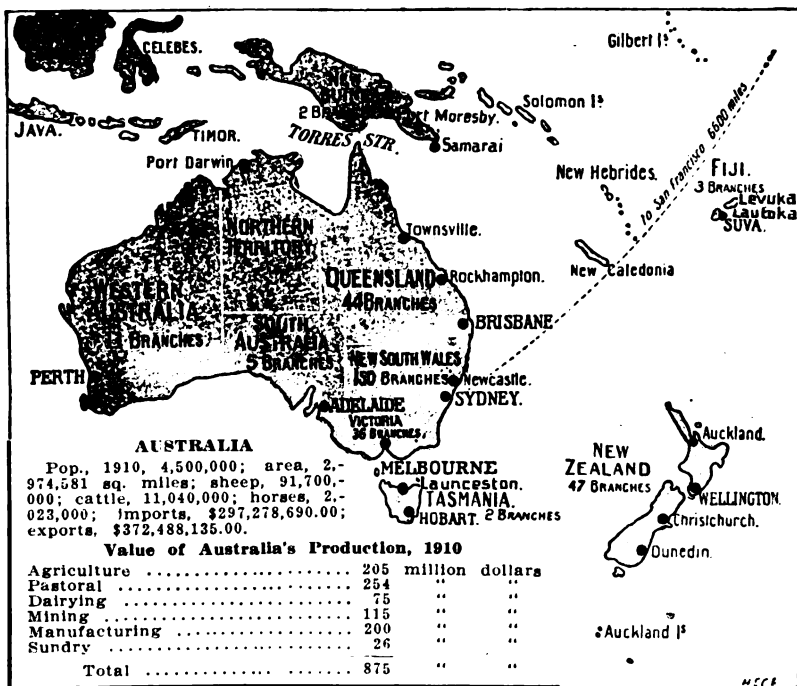 CELEBES.
Gilbert Is
NEW
GUINEA
2 BRANCHES
Port Moresby.
Solomon Is
JAVA.
TIMOR.
TORRES STR.
Samarai
Port Darwin
New Hebrides.
to San Francisco 6600 miles
FIJI.
3 BRANCHES
Levuka
Lautoka
SUVA.
NORTHERN
TERRITORY
Townsville.
New Caledonia
WESTERN
AUSTRALIA
11 BRANCHES
QUEENSLAND
44 BRANCHES
Rockhampton.
BRISBANE
SOUTH
AUSTRALIA
5 BRANCHES
NEW SOUTH WALES
150 BRANCHES
Newcastle.
SYDNEY.
PERTH
ADELAIDE
VICTORIA
36 BRANCHES
MELBOURNE
Launceston.
TASMANIA.
HOBART. 2 BRANCHES
NEW
ZEALAND
47 BRANCHES
Auckland.
WELLINGTON.
Christchurch.
Dunedin.
Auckland Is
AUSTRALIA
Pop., 1910, 4,500,000; area, 2,-
974,581 sq. miles; sheep, 91,700,-
000; cattle, 11,040,000; horses, 2,-
023,000; imports, $297,278,690.00;
exports, $372,488,135.00.
Value of Australia's Production, 1910
Agriculture ........................ 205 million dollars
Pastoral ........................ 254 " "
Dairying ........................ 75 " "
Mining ........................ 115 " "
Manufacturing ........................ 200 " "
Sundry ........................ 26 " "
Total ........................ 875 " "